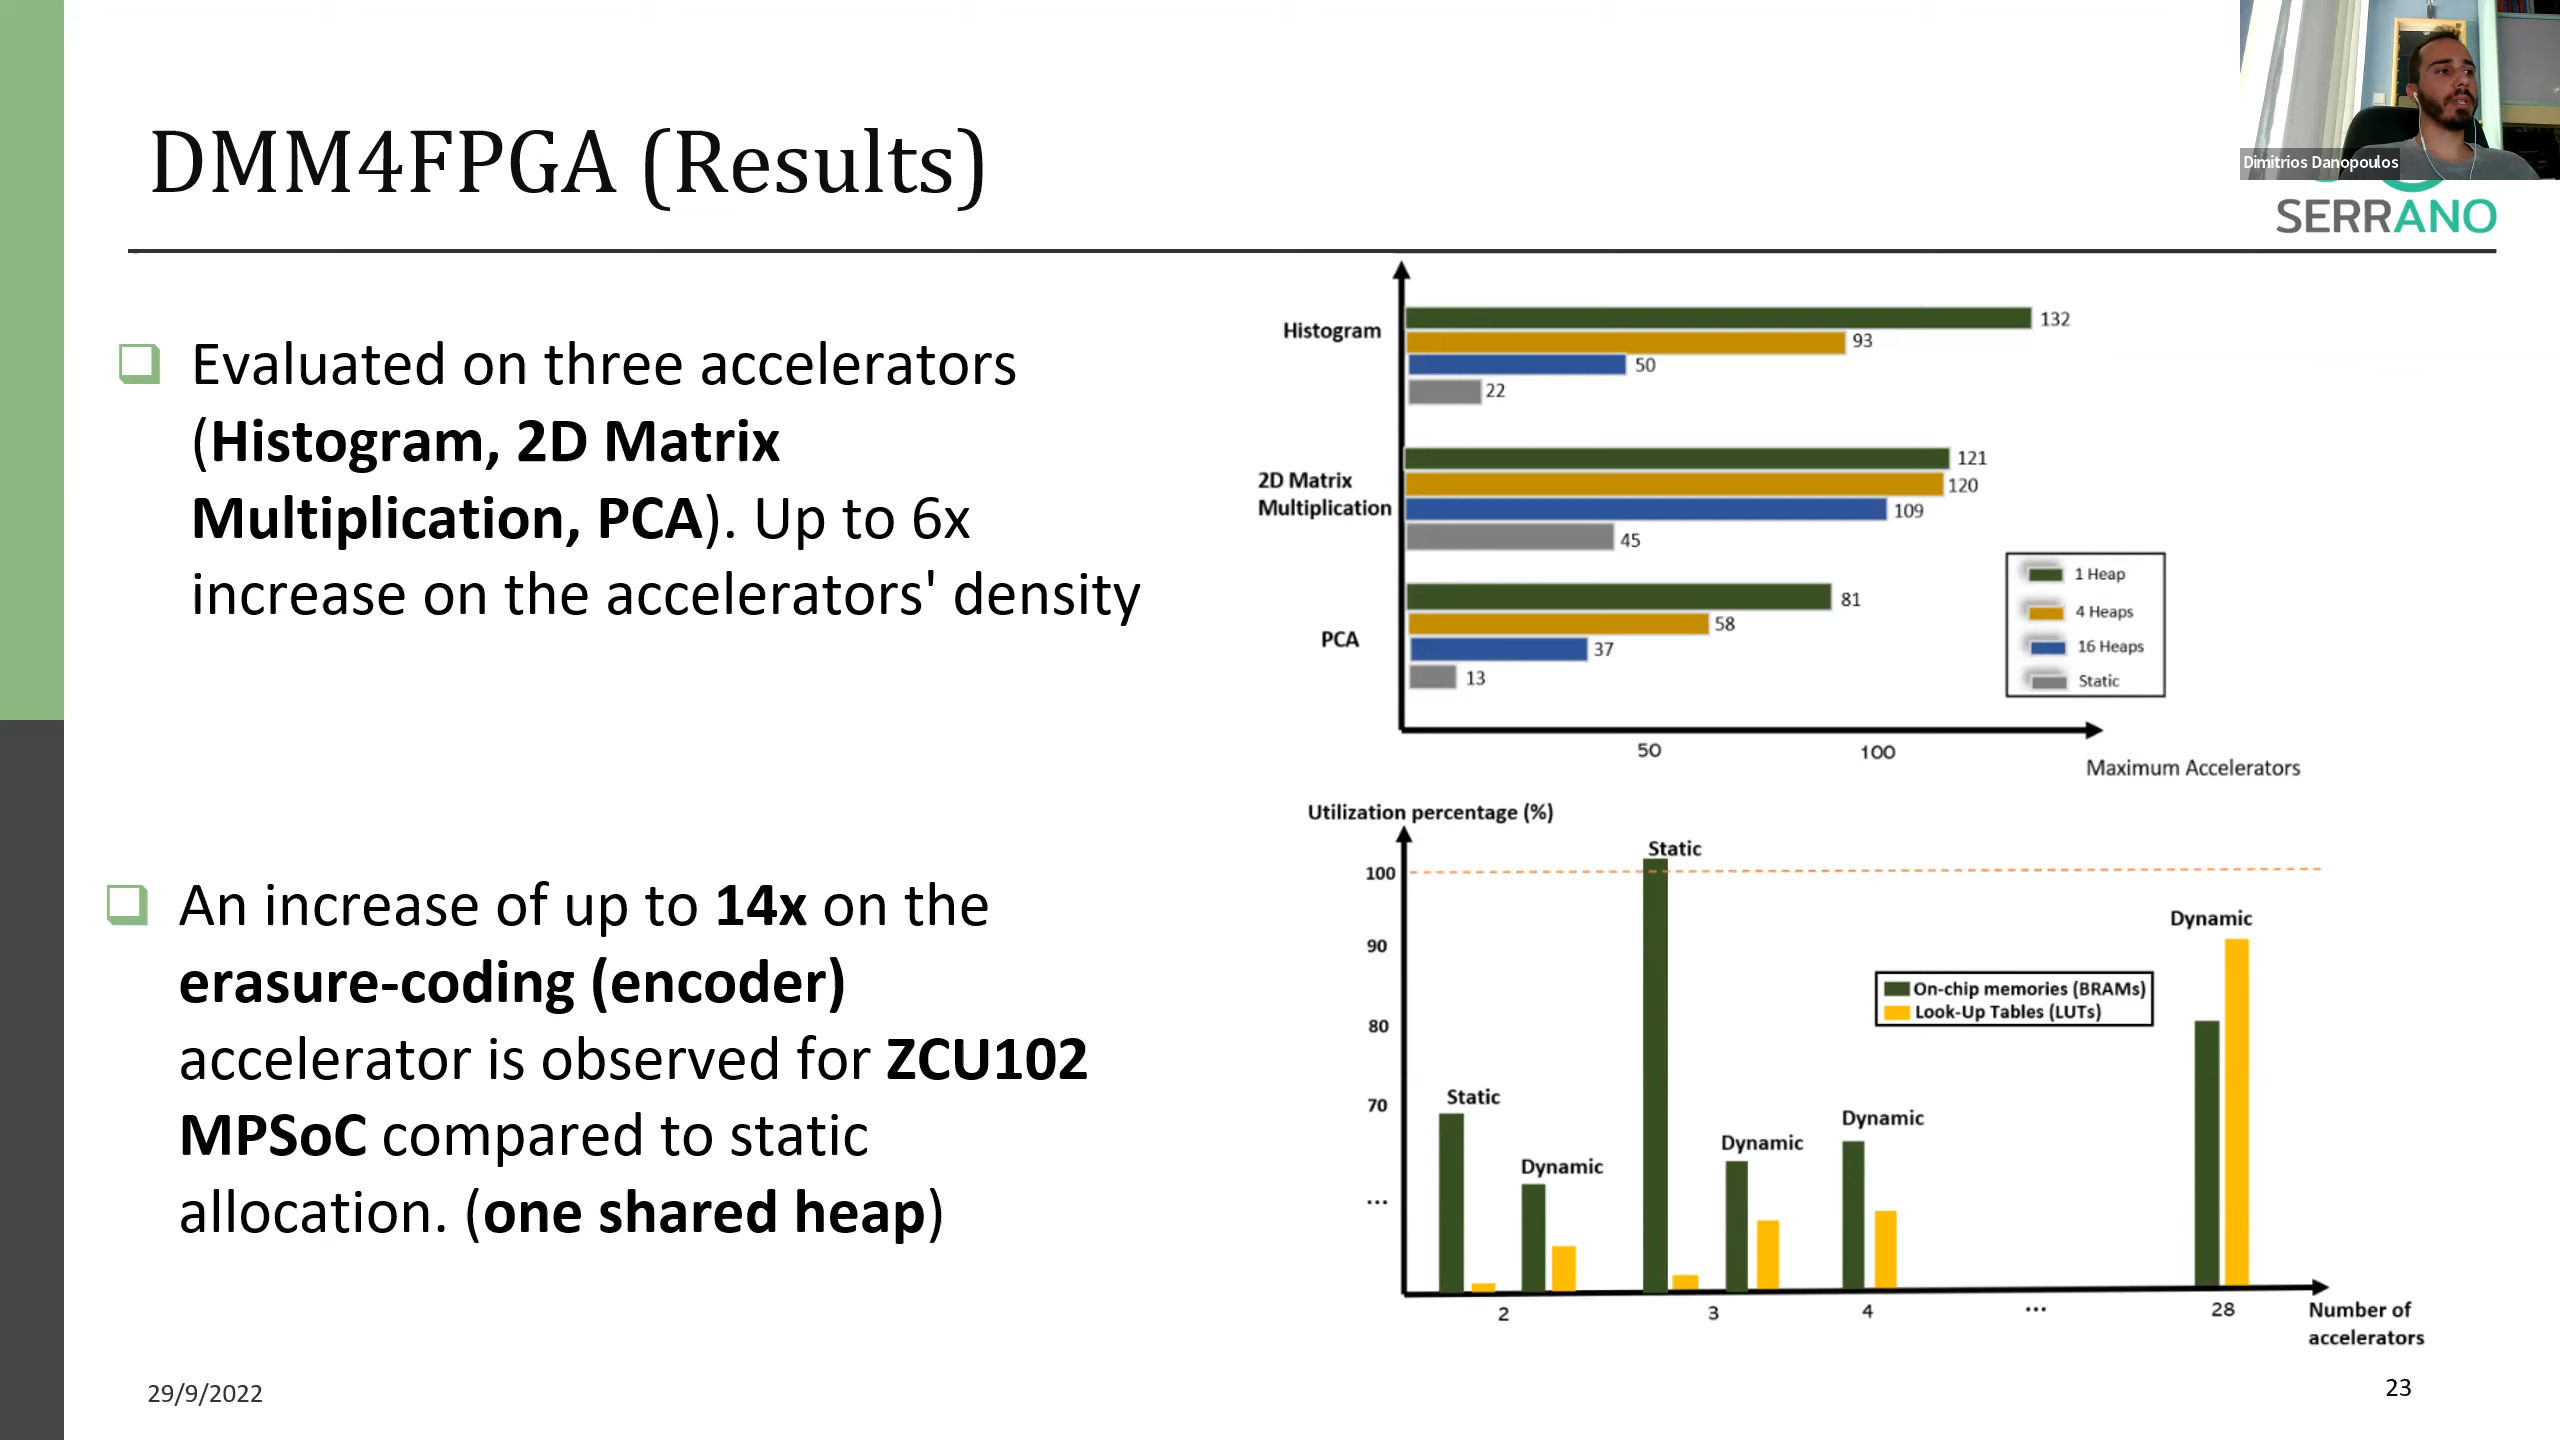 Dimitrios Danopoulos
SERRANO
DMM4FPGA (Results)
Evaluated on three accelerators
(Histogram, 2D Matrix
Multiplication, PCA). Up to 6x
increase on the accelerators' density
An increase of up to 14x on the
erasure-coding (encoder)
accelerator is observed for ZCU102
MPSoC compared to static
allocation. (one shared heap)
Histogram
132
93
50
22
2D Matrix
Multiplication
121
120
109
45
PCA
81
58
37
13
1 Heap
4 Heaps
16 Heaps
Static
50
100
Maximum Accelerators
Utilization percentage (%)
100
90
80
70
...
Static
Dynamic
Static
Dynamic
Dynamic
Dynamic
On-chip memories (BRAMs)
Look-Up Tables (LUTs)
2
3
4
...
28
Number of
accelerators
29/9/2022
23